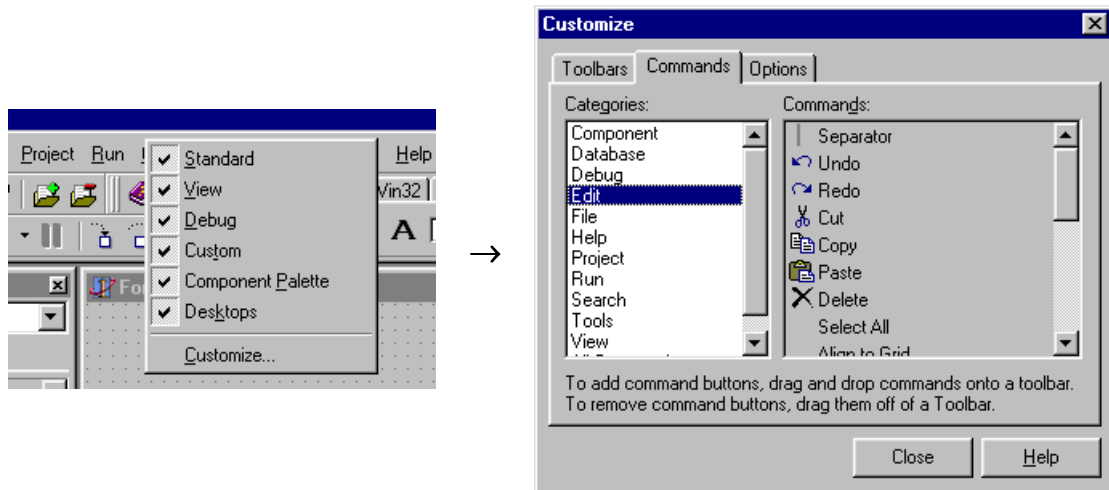 Project Run Help
Standard
View
Win32
Debug
A
Custom
Component Palette
Desktops
Customize...
→
Customize
Toolbars Commands Options
Categories: Commands:
Component
Database
Debug
Edit
File
Help
Project
Run
Search
Tools
View
Separator
Undo
Redo
Cut
Copy
Paste
Delete
Select All
Align to Grid
To add command buttons, drag and drop commands onto a toolbar.
To remove command buttons, drag them off of a Toolbar.
Close Help